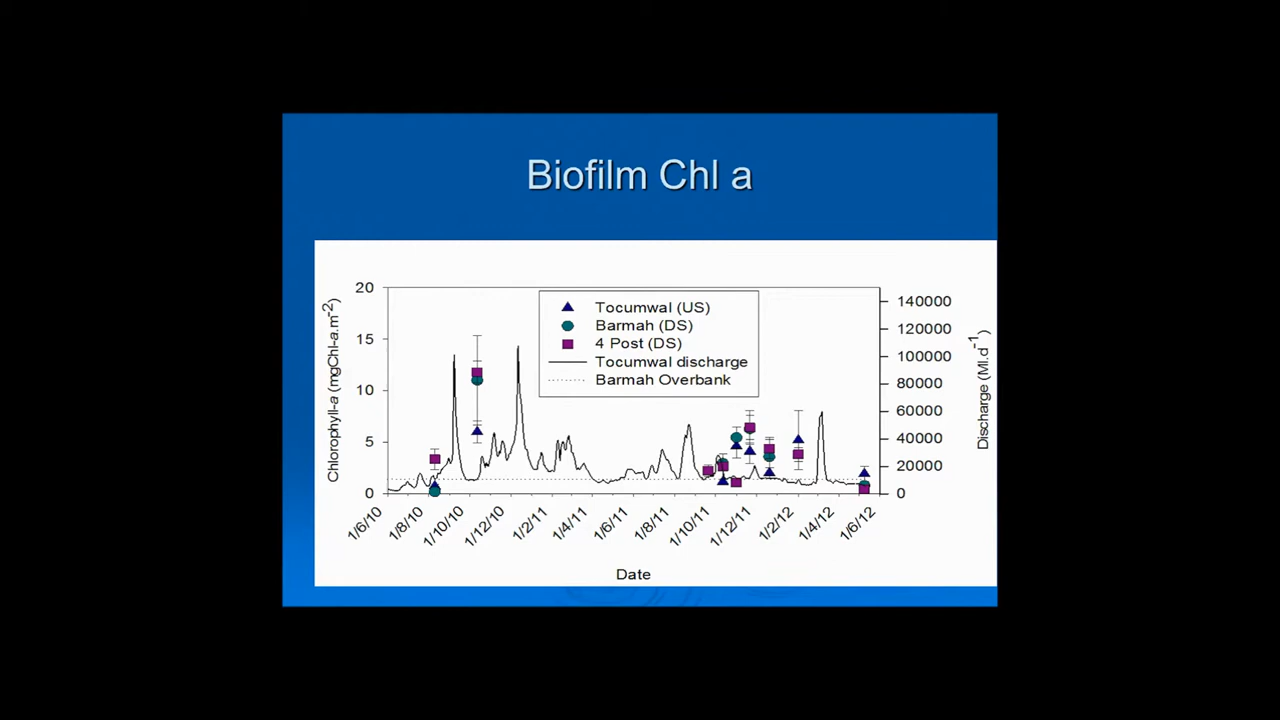 Biofilm Chl a
20
15
10
5
0
Chlorophyll-a (mgChl-a.m-2)
Tocumwal (US)
Barmah (DS)
4 Post (DS)
Tocumwal discharge
Barmah Overbank
140000
120000
100000
80000
60000
40000
20000
0
Discharge (Ml.d-1)
1/6/10
1/8/10
1/10/10
1/12/10
1/2/11
1/4/11
1/6/11
1/8/11
1/10/11
1/12/11
1/2/12
1/4/12
1/6/12
Date